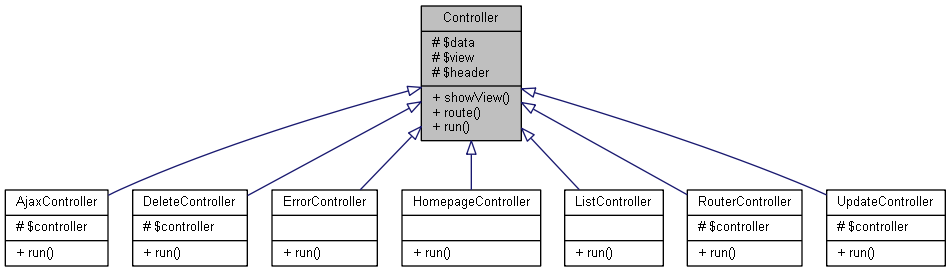 Controller
# $data
# $view
# $header
+ showView()
+ route()
+ run()
AjaxController
# $controller
+ run()
DeleteController
# $controller
+ run()
ErrorController
+ run()
HomepageController
+ run()
ListController
+ run()
RouterController
# $controller
+ run()
UpdateController
# $controller
+ run()